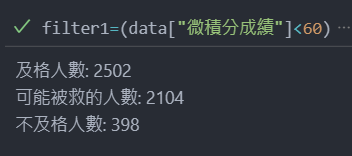 filter1=(data["微積分成績"]<60) ...
及格人數: 2502
可能被救的人數: 2104
不及格人數: 398